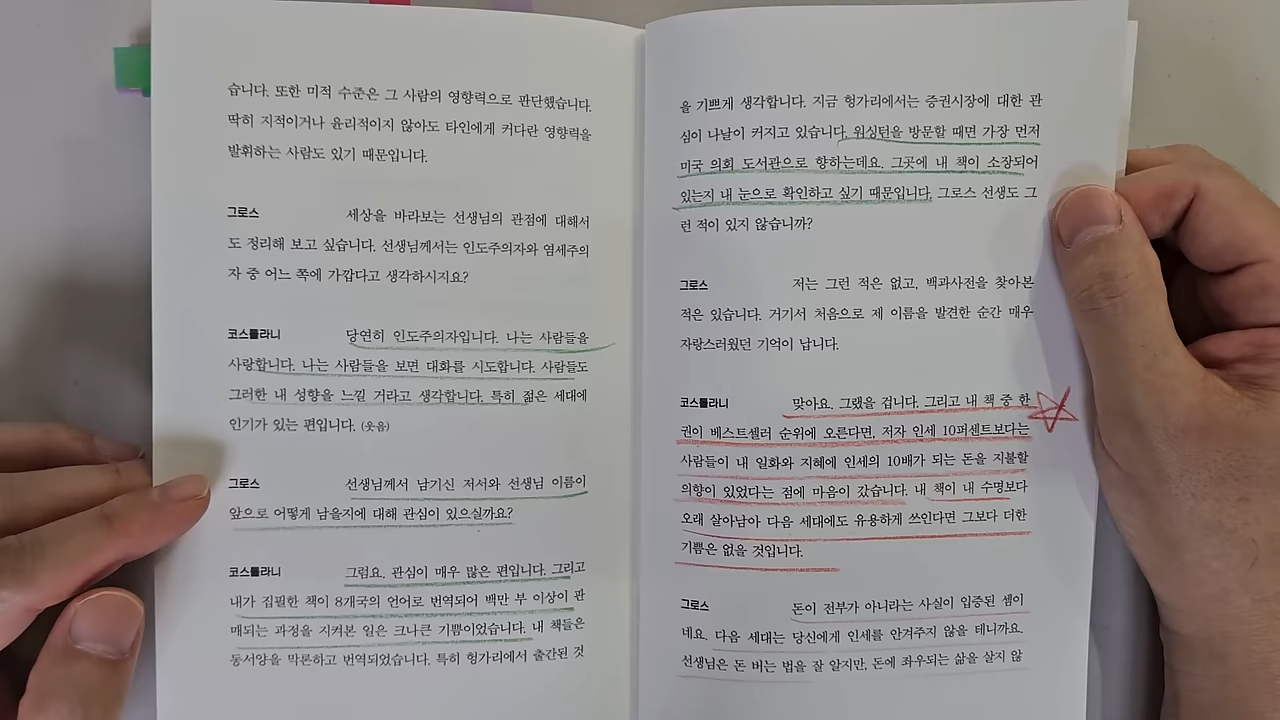 습니다. 또한 미적 수준은 그 사람의 영향력으로 판단했습니다.
딱히 지적이거나 윤리적이지 않아도 타인에게 커다란 영향력을
발휘하는 사람도 있기 때문입니다.
그로스 세상을 바라보는 선생님의 관점에 대해서
도 정리해 보고 싶습니다. 선생님께서는 인도주의자와 염세주의
자 중 어느 쪽에 가깝다고 생각하시지요?
코스톨라니 당연히 인도주의자입니다. 나는 사람들을
사랑합니다. 나는 사람들을 보면 대화를 시도합니다. 사람들도
그러한 내 성향을 느낄 거라고 생각합니다. 특히 젊은 세대에
인기가 있는 편입니다. (웃음)
그로스 선생님께서 남기신 저서와 선생님 이름이
앞으로 어떻게 남을지에 대해 관심이 있으실까요?
코스톨라니 그럼요. 관심이 매우 많은 편입니다. 그리고
내가 집필한 책이 8개국의 언어로 번역되어 백만 부 이상이 판
매되는 과정을 지켜본 일은 크나큰 기쁨이었습니다. 내 책들은
동서양을 막론하고 번역되었습니다. 특히 헝가리에서 출간된 것
을 기쁘게 생각합니다. 지금 헝가리에서는 증권시장에 대한 관
심이 나날이 커지고 있습니다. 워싱턴을 방문할 때면 가장 먼저
미국 의회 도서관으로 향하는데요. 그곳에 내 책이 소장되어
있는지 내 눈으로 확인하고 싶기 때문입니다. 그로스 선생도 그
런 적이 있지 않습니까?
그로스 저는 그런 적은 없고, 백과사전을 찾아본
적은 있습니다. 거기서 처음으로 제 이름을 발견한 순간 매우
자랑스러웠던 기억이 납니다.
코스톨라니 맞아요. 그랬을 겁니다. 그리고 내 책 중 한
권이 베스트셀러 순위에 오른다면, 저자 인세 10퍼센트보다는
사람들이 내 일화와 지혜에 인세의 10배가 되는 돈을 지불할
의향이 있었다는 점에 마음이 갔습니다. 내 책이 내 수명보다
오래 살아남아 다음 세대에도 유용하게 쓰인다면 그보다 더한
기쁨은 없을 것입니다.
그로스 돈이 전부가 아니라는 사실이 입증된 셈이
네요. 다음 세대는 당신에게 인세를 안겨주지 않을 테니까요.
선생님은 돈 버는 법을 잘 알지만, 돈에 좌우되는 삶을 살지 않